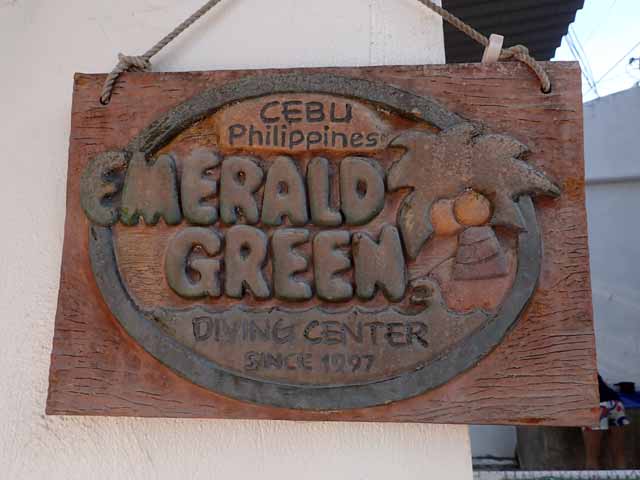 CEBU
Philippines
EMERALD
GREEN
DIVING CENTER
SINCE 1997